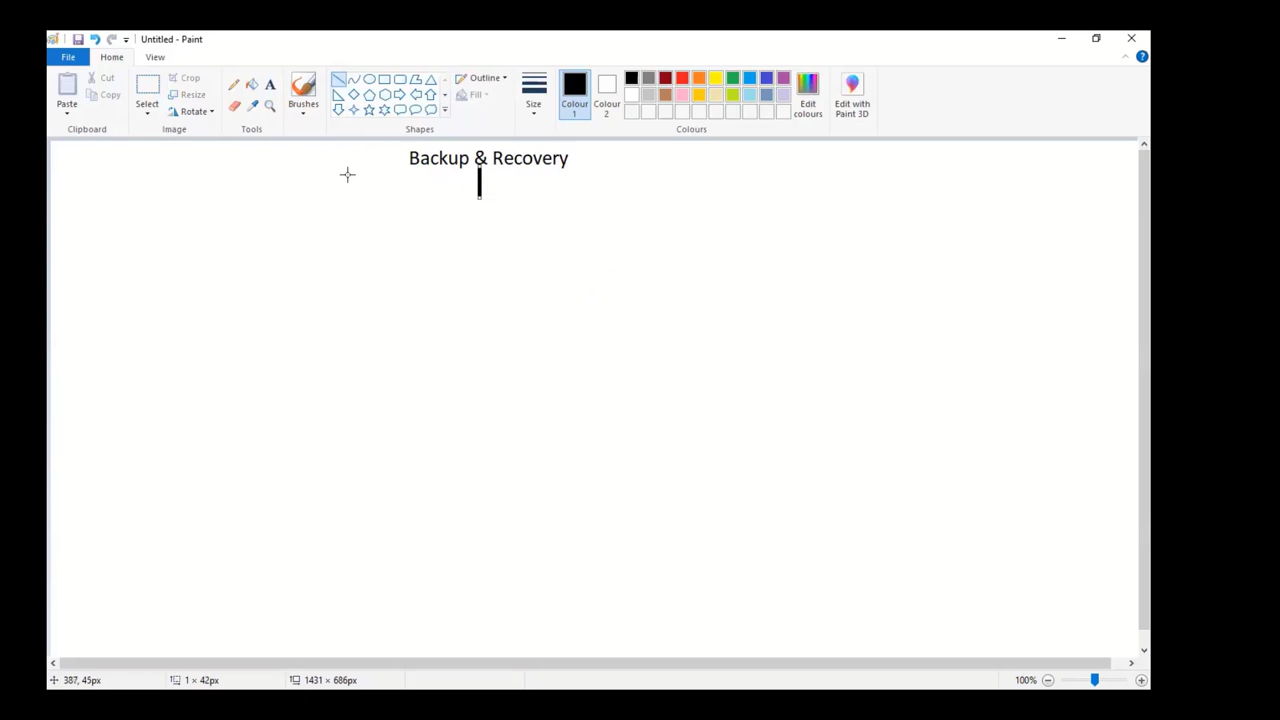 Untitled - Paint
File
Home
View
Paste
Cut
Copy
Clipboard
Select
Crop
Resize
Rotate
Image
A
Tools
Brushes
Outline
Fill
Shapes
Size
Colour 1
Colour 2
Edit colours
Colours
Edit with Paint 3D
Backup & Recovery
387, 45px
1 × 42px
1431 × 686px
100%